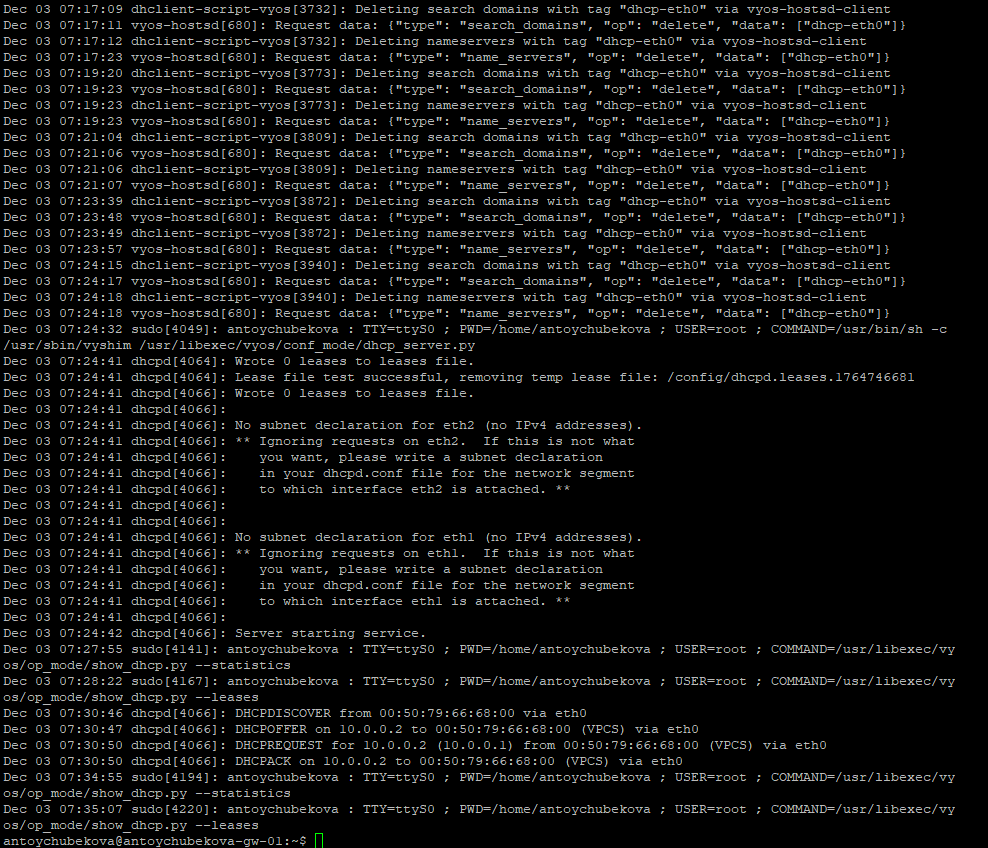 Dec 03 07:17:09 dhclient-script-vyos[3732]: Deleting search domains with tag "dhcp-eth0" via vyos-hostsd-client
Dec 03 07:17:11 vyos-hostsd[680]: Request data: {"type": "search_domains", "op": "delete", "data": ["dhcp-eth0"]}
Dec 03 07:17:12 dhclient-script-vyos[3732]: Deleting nameservers with tag "dhcp-eth0" via vyos-hostsd-client
Dec 03 07:17:23 vyos-hostsd[680]: Request data: {"type": "name_servers", "op": "delete", "data": ["dhcp-eth0"]}
Dec 03 07:19:20 dhclient-script-vyos[3773]: Deleting search domains with tag "dhcp-eth0" via vyos-hostsd-client
Dec 03 07:19:23 vyos-hostsd[680]: Request data: {"type": "search_domains", "op": "delete", "data": ["dhcp-eth0"]}
Dec 03 07:19:23 dhclient-script-vyos[3773]: Deleting nameservers with tag "dhcp-eth0" via vyos-hostsd-client
Dec 03 07:19:23 vyos-hostsd[680]: Request data: {"type": "name_servers", "op": "delete", "data": ["dhcp-eth0"]}
Dec 03 07:21:04 dhclient-script-vyos[3809]: Deleting search domains with tag "dhcp-eth0" via vyos-hostsd-client
Dec 03 07:21:06 vyos-hostsd[680]: Request data: {"type": "search_domains", "op": "delete", "data": ["dhcp-eth0"]}
Dec 03 07:21:06 dhclient-script-vyos[3809]: Deleting nameservers with tag "dhcp-eth0" via vyos-hostsd-client
Dec 03 07:21:07 vyos-hostsd[680]: Request data: {"type": "name_servers", "op": "delete", "data": ["dhcp-eth0"]}
Dec 03 07:23:39 dhclient-script-vyos[3872]: Deleting search domains with tag "dhcp-eth0" via vyos-hostsd-client
Dec 03 07:23:48 vyos-hostsd[680]: Request data: {"type": "search_domains", "op": "delete", "data": ["dhcp-eth0"]}
Dec 03 07:23:49 dhclient-script-vyos[3872]: Deleting nameservers with tag "dhcp-eth0" via vyos-hostsd-client
Dec 03 07:23:57 vyos-hostsd[680]: Request data: {"type": "name_servers", "op": "delete", "data": ["dhcp-eth0"]}
Dec 03 07:24:15 dhclient-script-vyos[3940]: Deleting search domains with tag "dhcp-eth0" via vyos-hostsd-client
Dec 03 07:24:17 vyos-hostsd[680]: Request data: {"type": "search_domains", "op": "delete", "data": ["dhcp-eth0"]}
Dec 03 07:24:18 dhclient-script-vyos[3940]: Deleting nameservers with tag "dhcp-eth0" via vyos-hostsd-client
Dec 03 07:24:18 vyos-hostsd[680]: Request data: {"type": "name_servers", "op": "delete", "data": ["dhcp-eth0"]}
Dec 03 07:24:32 sudo[4049]: antoychubekova : TTY=ttyS0 ; PWD=/home/antoychubekova ; USER=root ; COMMAND=/usr/bin/sh -c
/usr/sbin/vyshim /usr/libexec/vyos/conf_mode/dhcp_server.py
Dec 03 07:24:41 dhcpd[4064]: Wrote 0 leases to leases file.
Dec 03 07:24:41 dhcpd[4064]: Lease file test successful, removing temp lease file: /config/dhcpd.leases.1764746681
Dec 03 07:24:41 dhcpd[4066]: Wrote 0 leases to leases file.
Dec 03 07:24:41 dhcpd[4066]:
Dec 03 07:24:41 dhcpd[4066]: No subnet declaration for eth2 (no IPv4 addresses).
Dec 03 07:24:41 dhcpd[4066]: ** Ignoring requests on eth2.  If this is not what
Dec 03 07:24:41 dhcpd[4066]:    you want, please write a subnet declaration
Dec 03 07:24:41 dhcpd[4066]:    in your dhcpd.conf file for the network segment
Dec 03 07:24:41 dhcpd[4066]:    to which interface eth2 is attached. **
Dec 03 07:24:41 dhcpd[4066]:
Dec 03 07:24:41 dhcpd[4066]:
Dec 03 07:24:41 dhcpd[4066]: No subnet declaration for eth1 (no IPv4 addresses).
Dec 03 07:24:41 dhcpd[4066]: ** Ignoring requests on eth1.  If this is not what
Dec 03 07:24:41 dhcpd[4066]:    you want, please write a subnet declaration
Dec 03 07:24:41 dhcpd[4066]:    in your dhcpd.conf file for the network segment
Dec 03 07:24:41 dhcpd[4066]:    to which interface eth1 is attached. **
Dec 03 07:24:41 dhcpd[4066]:
Dec 03 07:24:42 dhcpd[4066]: Server starting service.
Dec 03 07:27:55 sudo[4141]: antoychubekova : TTY=ttyS0 ; PWD=/home/antoychubekova ; USER=root ; COMMAND=/usr/libexec/vy
os/op_mode/show_dhcp.py --statistics
Dec 03 07:28:22 sudo[4167]: antoychubekova : TTY=ttyS0 ; PWD=/home/antoychubekova ; USER=root ; COMMAND=/usr/libexec/vy
os/op_mode/show_dhcp.py --leases
Dec 03 07:30:46 dhcpd[4066]: DHCPDISCOVER from 00:50:79:66:68:00 via eth0
Dec 03 07:30:47 dhcpd[4066]: DHCPOFFER on 10.0.0.2 to 00:50:79:66:68:00 (VPCS) via eth0
Dec 03 07:30:50 dhcpd[4066]: DHCPREQUEST for 10.0.0.2 (10.0.0.1) from 00:50:79:66:68:00 (VPCS) via eth0
Dec 03 07:30:50 dhcpd[4066]: DHCPACK on 10.0.0.2 to 00:50:79:66:68:00 (VPCS) via eth0
Dec 03 07:34:55 sudo[4194]: antoychubekova : TTY=ttyS0 ; PWD=/home/antoychubekova ; USER=root ; COMMAND=/usr/libexec/vy
os/op_mode/show_dhcp.py --statistics
Dec 03 07:35:07 sudo[4220]: antoychubekova : TTY=ttyS0 ; PWD=/home/antoychubekova ; USER=root ; COMMAND=/usr/libexec/vy
os/op_mode/show_dhcp.py --leases
antoychubekova@antoychubekova-gw-01:~$